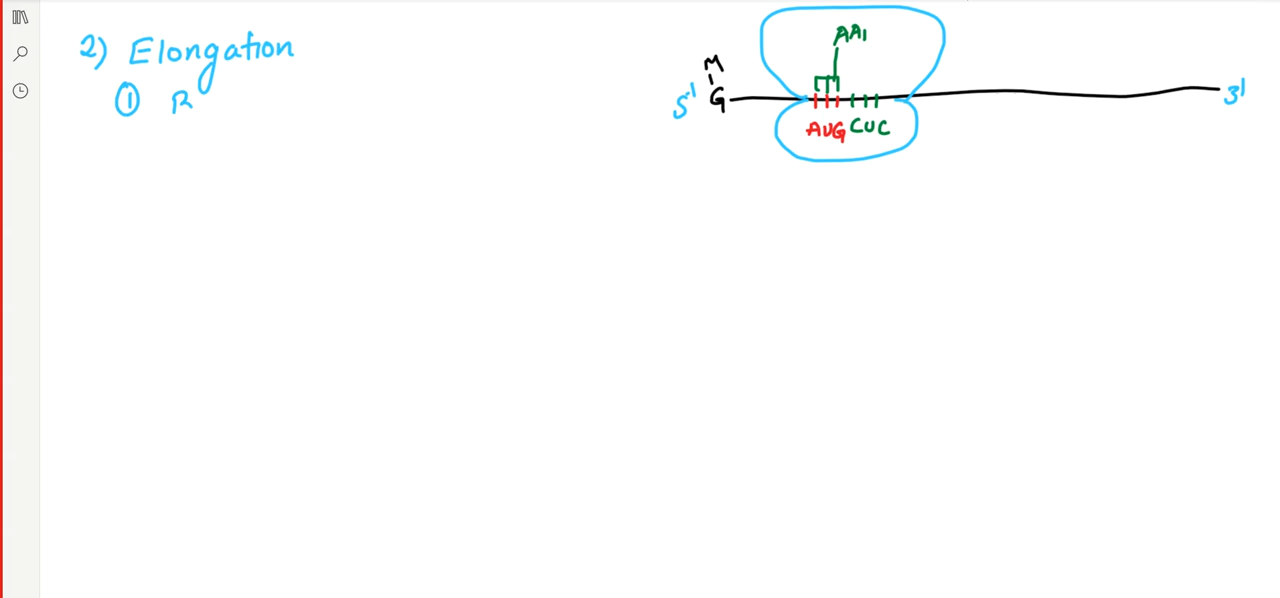 2) Elongation
① R
AA1
M
5' G 3'
AUG CUC